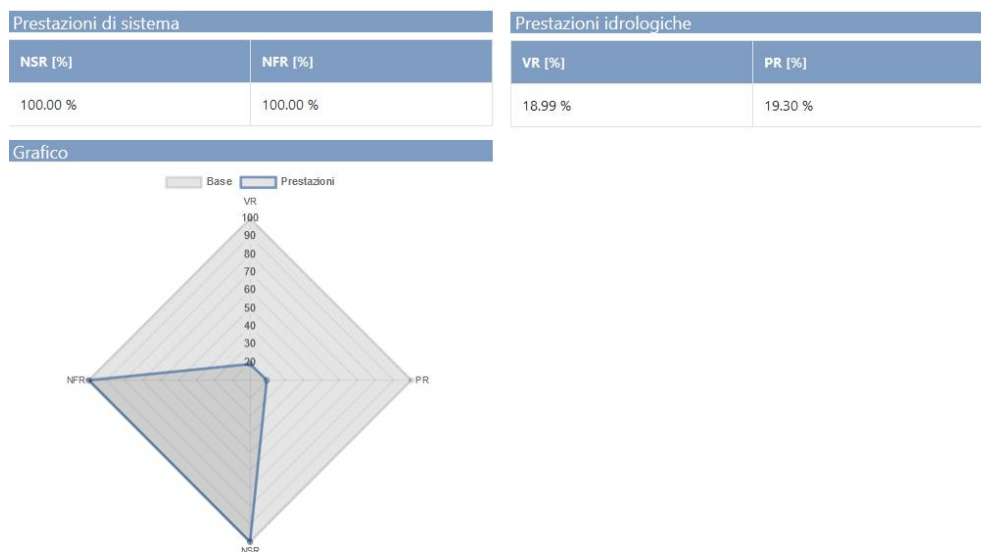 Prestazioni di sistema
NSR [%] NFR [%]
100.00 % 100.00 %
Prestazioni idrologiche
VR [%] PR [%]
18.99 % 19.30 %
Grafico
Base Prestazioni
VR
100
90
80
70
60
50
40
30
20
NFR PR
NSR